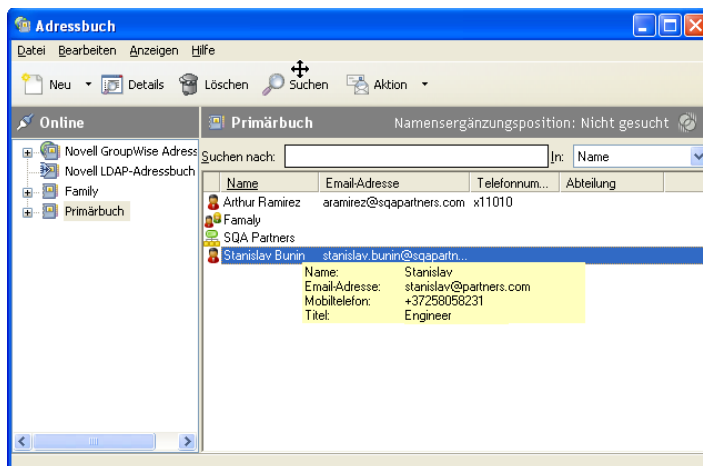 Adressbuch
Datei Bearbeiten Anzeigen Hilfe
Neu Details Löschen Suchen Aktion
Online
Primärbuch Namensergänzungsposition: Nicht gesucht
Novell GroupWise Adress
Novell LDAP-Adressbuch
Family
Primärbuch
Suchen nach: In: Name
Name Email-Adresse Telefonnum... Abteilung
Arthur Ramirez aramirez@sqapartners.com x11010
Famaly
SQA Partners
Stanislav Bunin stanislav.bunin@sqapartn...
Name: Stanislav
Email-Adresse: stanislav@partners.com
Mobiltelefon: +37258058231
Titel: Engineer